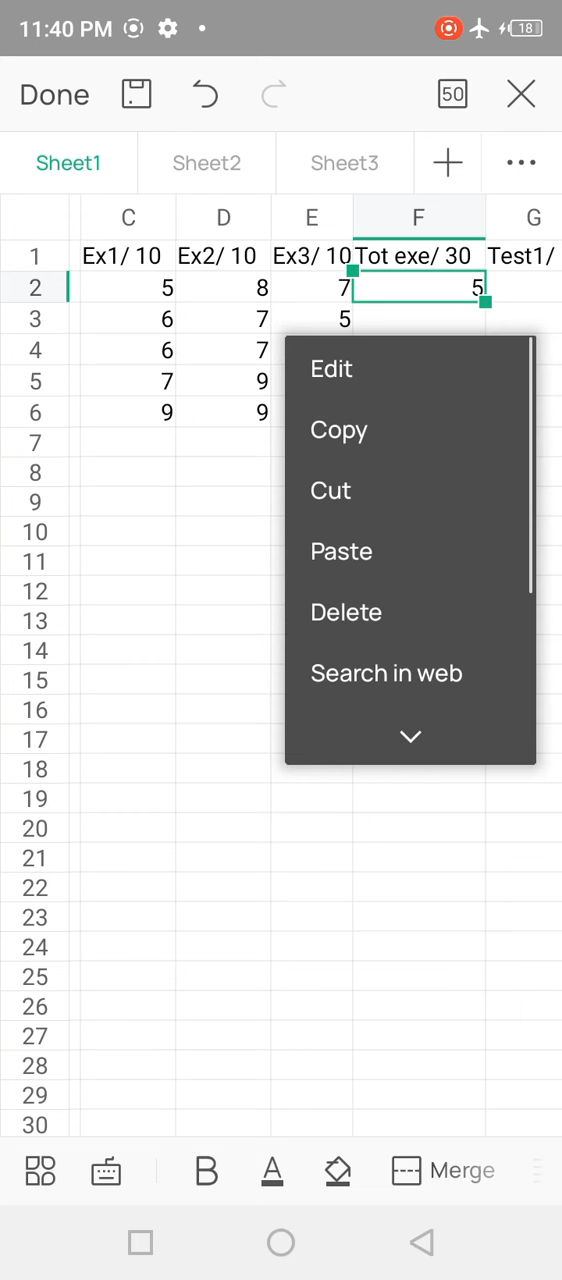 11:40 PM 18
Done 50
Sheet1 Sheet2 Sheet3
C D E F G
1 Ex1/ 10 Ex2/ 10 Ex3/ 10 Tot exe/ 30 Test1/
2 5 8 7 5
3 6 7 5
4 6 7
5 7 9
6 9 9
7
8
9
10
11
12
13
14
15
16
17
18
19
20
21
22
23
24
25
26
27
28
29
30
Edit
Copy
Cut
Paste
Delete
Search in web
B A Merge